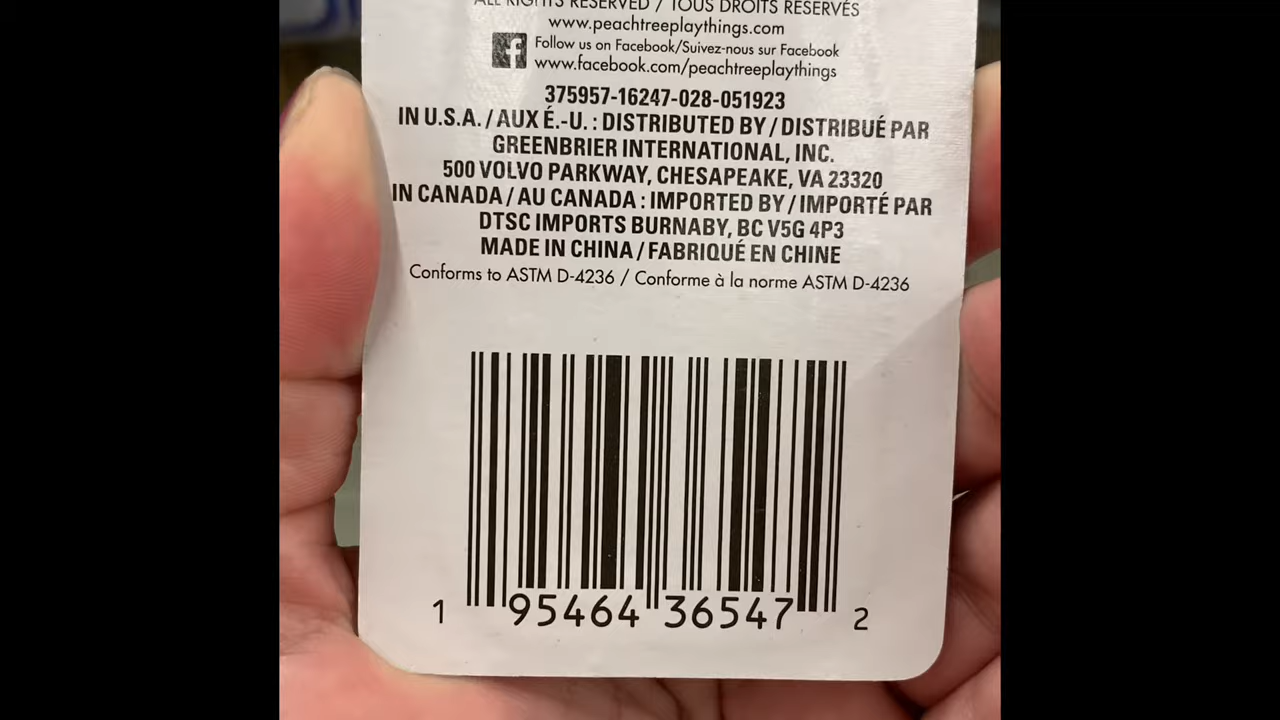 ALL RIGHTS RESERVED / TOUS DROITS RÉSERVÉS
www.peachtreeplaythings.com
Follow us on Facebook/Suivez-nous sur Facebook
www.facebook.com/peachtreeplaythings
375957-16247-028-051923
IN U.S.A. / AUX É.-U. : DISTRIBUTED BY / DISTRIBUÉ PAR
GREENBRIER INTERNATIONAL, INC.
500 VOLVO PARKWAY, CHESAPEAKE, VA 23320
IN CANADA / AU CANADA : IMPORTED BY / IMPORTÉ PAR
DTSC IMPORTS BURNABY, BC V5G 4P3
MADE IN CHINA / FABRIQUÉ EN CHINE
Conforms to ASTM D-4236 / Conforme à la norme ASTM D-4236
1 95464 36547 2